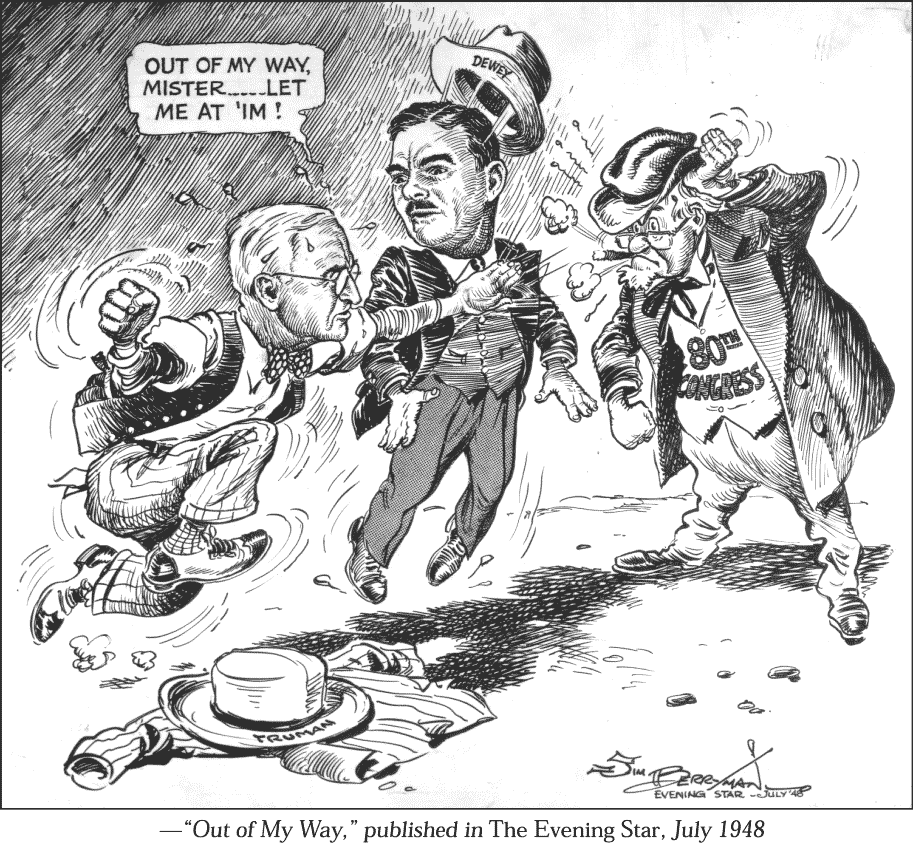 OUT OF MY WAY,
MISTER.....LET
ME AT 'IM!
DEWEY
80TH
CONGRESS
TRUMAN
JIM BERRYMAN
EVENING STAR - JULY '48
—“Out of My Way,” published in The Evening Star, July 1948